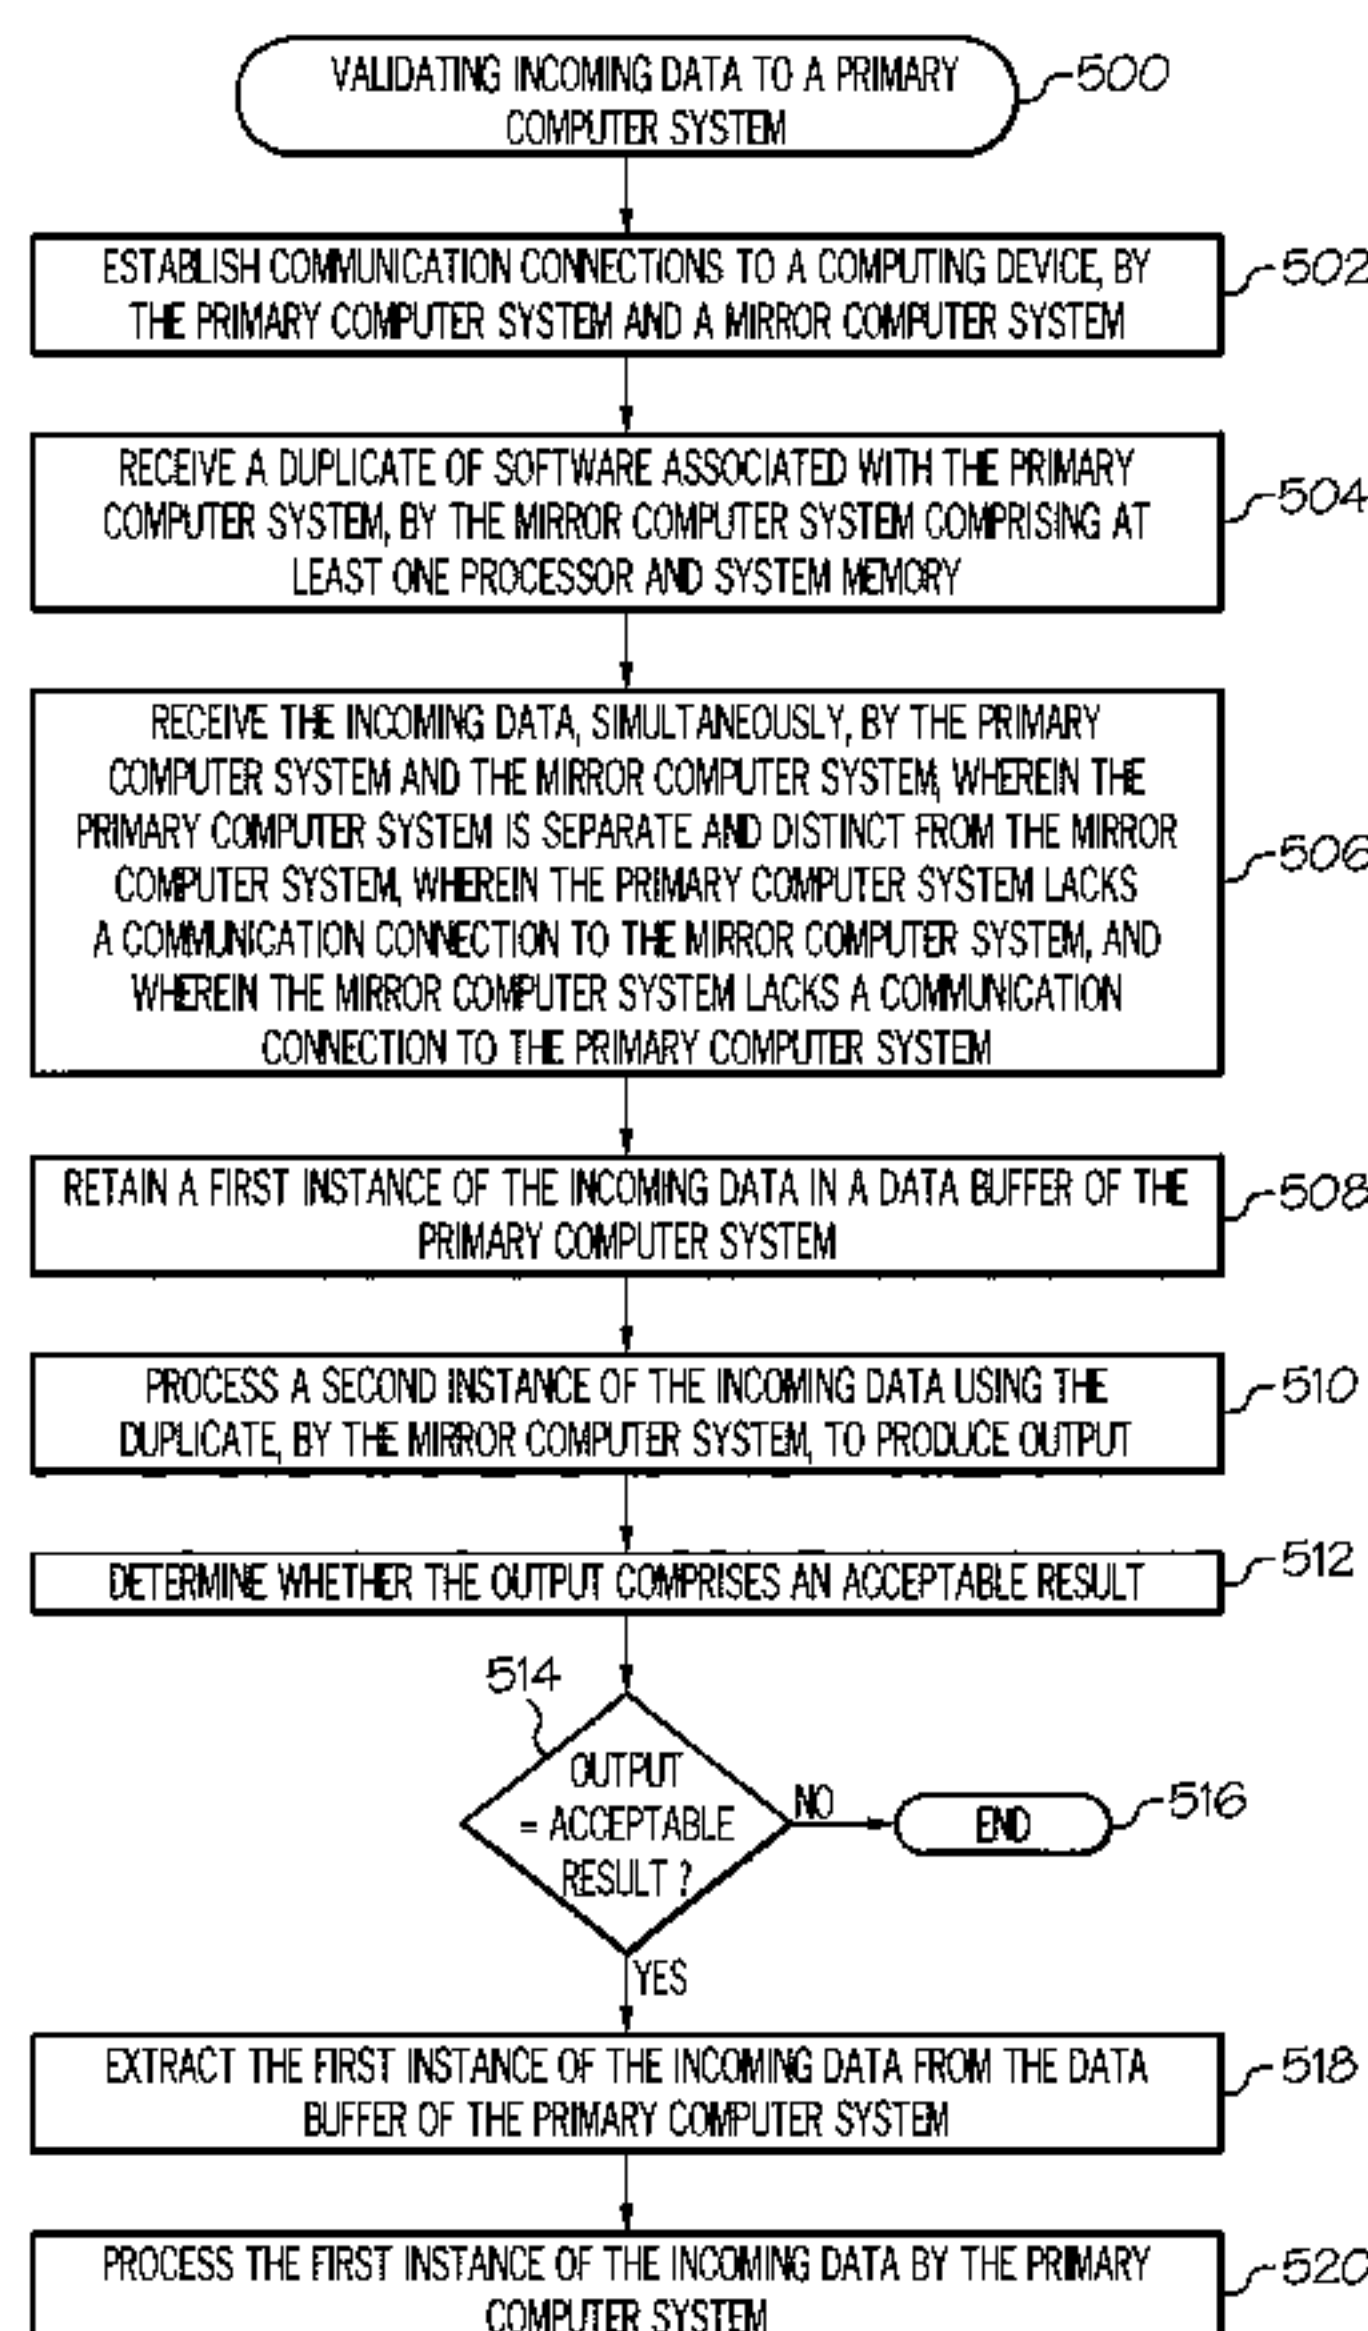 VALIDATING INCOMING DATA TO A PRIMARY
COMPUTER SYSTEM
500
ESTABLISH COMMUNICATION CONNECTIONS TO A COMPUTING DEVICE, BY
THE PRIMARY COMPUTER SYSTEM AND A MIRROR COMPUTER SYSTEM
502
RECEIVE A DUPLICATE OF SOFTWARE ASSOCIATED WITH THE PRIMARY
COMPUTER SYSTEM, BY THE MIRROR COMPUTER SYSTEM COMPRISING AT
LEAST ONE PROCESSOR AND SYSTEM MEMORY
504
RECEIVE THE INCOMING DATA, SIMULTANEOUSLY, BY THE PRIMARY
COMPUTER SYSTEM AND THE MIRROR COMPUTER SYSTEM, WHEREIN THE
PRIMARY COMPUTER SYSTEM IS SEPARATE AND DISTINCT FROM THE MIRROR
COMPUTER SYSTEM, WHEREIN THE PRIMARY COMPUTER SYSTEM LACKS
A COMMUNICATION CONNECTION TO THE MIRROR COMPUTER SYSTEM, AND
WHEREIN THE MIRROR COMPUTER SYSTEM LACKS A COMMUNICATION
CONNECTION TO THE PRIMARY COMPUTER SYSTEM
506
RETAIN A FIRST INSTANCE OF THE INCOMING DATA IN A DATA BUFFER OF THE
PRIMARY COMPUTER SYSTEM
508
PROCESS A SECOND INSTANCE OF THE INCOMING DATA USING THE
DUPLICATE, BY THE MIRROR COMPUTER SYSTEM, TO PRODUCE OUTPUT
510
DETERMINE WHETHER THE OUTPUT COMPRISES AN ACCEPTABLE RESULT
512
514
OUTPUT
= ACCEPTABLE
RESULT ?
NO
END
516
YES
EXTRACT THE FIRST INSTANCE OF THE INCOMING DATA FROM THE DATA
BUFFER OF THE PRIMARY COMPUTER SYSTEM
518
PROCESS THE FIRST INSTANCE OF THE INCOMING DATA BY THE PRIMARY
COMPUTER SYSTEM
520